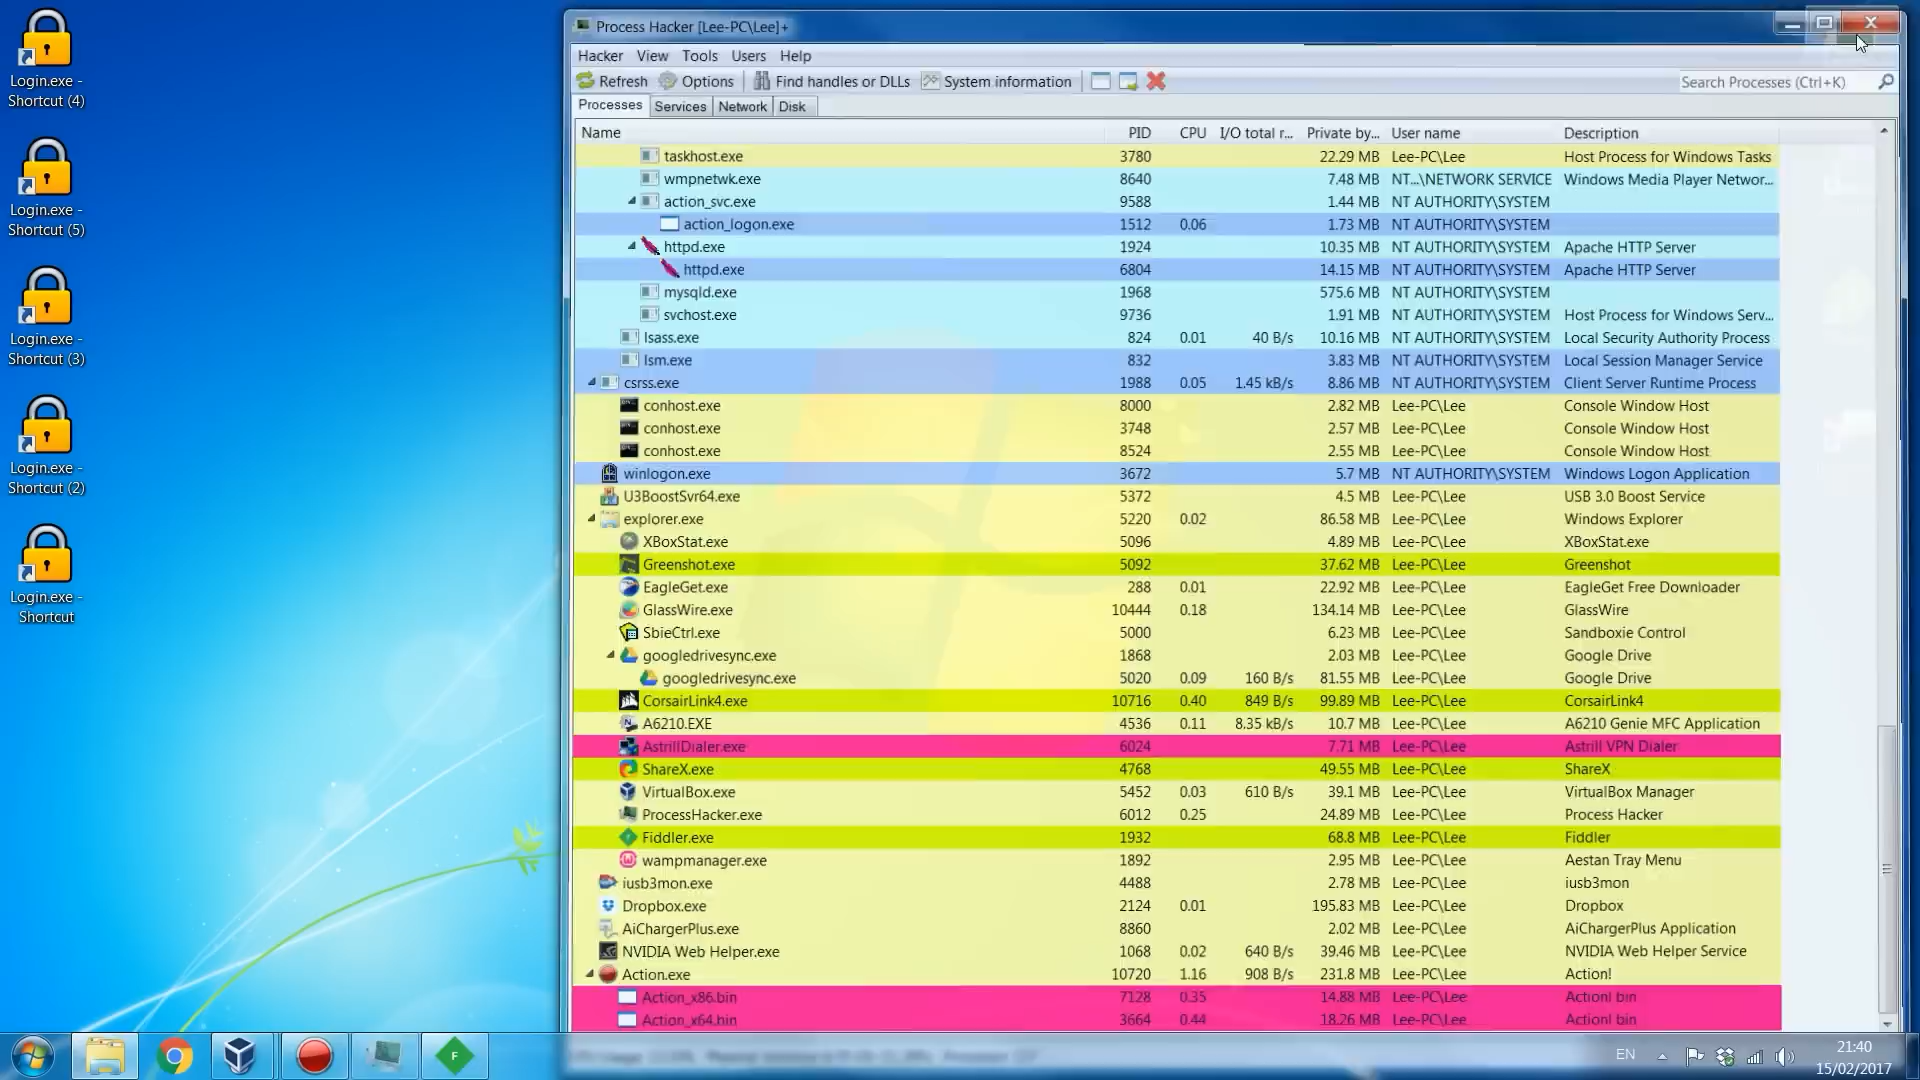 Login.exe -
Shortcut (4)
Login.exe -
Shortcut (5)
Login.exe -
Shortcut (3)
Login.exe -
Shortcut (2)
Login.exe -
Shortcut
Process Hacker [Lee-PC\Lee]+
Hacker View Tools Users Help
Refresh Options Find handles or DLLs System information Search Processes (Ctrl+K)
Processes Services Network Disk
Name PID CPU I/O total r... Private by... User name Description
taskhost.exe 3780 22.29 MB Lee-PC\Lee Host Process for Windows Tasks
wmpnetwk.exe 8640 7.48 MB NT...\NETWORK SERVICE Windows Media Player Networ...
action_svc.exe 9588 1.44 MB NT AUTHORITY\SYSTEM
action_logon.exe 1512 0.06 1.73 MB NT AUTHORITY\SYSTEM
httpd.exe 1924 10.35 MB NT AUTHORITY\SYSTEM Apache HTTP Server
httpd.exe 6804 14.15 MB NT AUTHORITY\SYSTEM Apache HTTP Server
mysqld.exe 1968 575.6 MB NT AUTHORITY\SYSTEM
svchost.exe 9736 1.91 MB NT AUTHORITY\SYSTEM Host Process for Windows Serv...
lsass.exe 824 0.01 40 B/s 10.16 MB NT AUTHORITY\SYSTEM Local Security Authority Process
lsm.exe 832 3.83 MB NT AUTHORITY\SYSTEM Local Session Manager Service
csrss.exe 1988 0.05 1.45 kB/s 8.86 MB NT AUTHORITY\SYSTEM Client Server Runtime Process
conhost.exe 8000 2.82 MB Lee-PC\Lee Console Window Host
conhost.exe 3748 2.57 MB Lee-PC\Lee Console Window Host
conhost.exe 8524 2.55 MB Lee-PC\Lee Console Window Host
winlogon.exe 3672 5.7 MB NT AUTHORITY\SYSTEM Windows Logon Application
U3BoostSvr64.exe 5372 4.5 MB Lee-PC\Lee USB 3.0 Boost Service
explorer.exe 5220 0.02 86.58 MB Lee-PC\Lee Windows Explorer
XBoxStat.exe 5096 4.89 MB Lee-PC\Lee XBoxStat.exe
Greenshot.exe 5092 37.62 MB Lee-PC\Lee Greenshot
EagleGet.exe 288 0.01 22.92 MB Lee-PC\Lee EagleGet Free Downloader
GlassWire.exe 10444 0.18 134.14 MB Lee-PC\Lee GlassWire
SbieCtrl.exe 5000 6.23 MB Lee-PC\Lee Sandboxie Control
googledrivesync.exe 1868 2.03 MB Lee-PC\Lee Google Drive
googledrivesync.exe 5020 0.09 160 B/s 81.55 MB Lee-PC\Lee Google Drive
CorsairLink4.exe 10716 0.40 849 B/s 99.89 MB Lee-PC\Lee CorsairLink4
A6210.EXE 4536 0.11 8.35 kB/s 10.7 MB Lee-PC\Lee A6210 Genie MFC Application
AstrillDialer.exe 6024 7.71 MB Lee-PC\Lee Astrill VPN Dialer
ShareX.exe 4768 49.55 MB Lee-PC\Lee ShareX
VirtualBox.exe 5452 0.03 610 B/s 39.1 MB Lee-PC\Lee VirtualBox Manager
ProcessHacker.exe 6012 0.25 24.89 MB Lee-PC\Lee Process Hacker
Fiddler.exe 1932 68.8 MB Lee-PC\Lee Fiddler
wampmanager.exe 1892 2.95 MB Lee-PC\Lee Aestan Tray Menu
iusb3mon.exe 4488 2.78 MB Lee-PC\Lee iusb3mon
Dropbox.exe 2124 0.01 195.83 MB Lee-PC\Lee Dropbox
AiChargerPlus.exe 8860 2.02 MB Lee-PC\Lee AiChargerPlus Application
NVIDIA Web Helper.exe 1068 0.02 640 B/s 39.46 MB Lee-PC\Lee NVIDIA Web Helper Service
Action.exe 10720 1.16 908 B/s 231.8 MB Lee-PC\Lee Action!
Action_x86.bin 7128 0.35 14.88 MB Lee-PC\Lee Action! bin
Action_x64.bin 3664 0.44 18.26 MB Lee-PC\Lee Action! bin
EN
21:40
15/02/2017